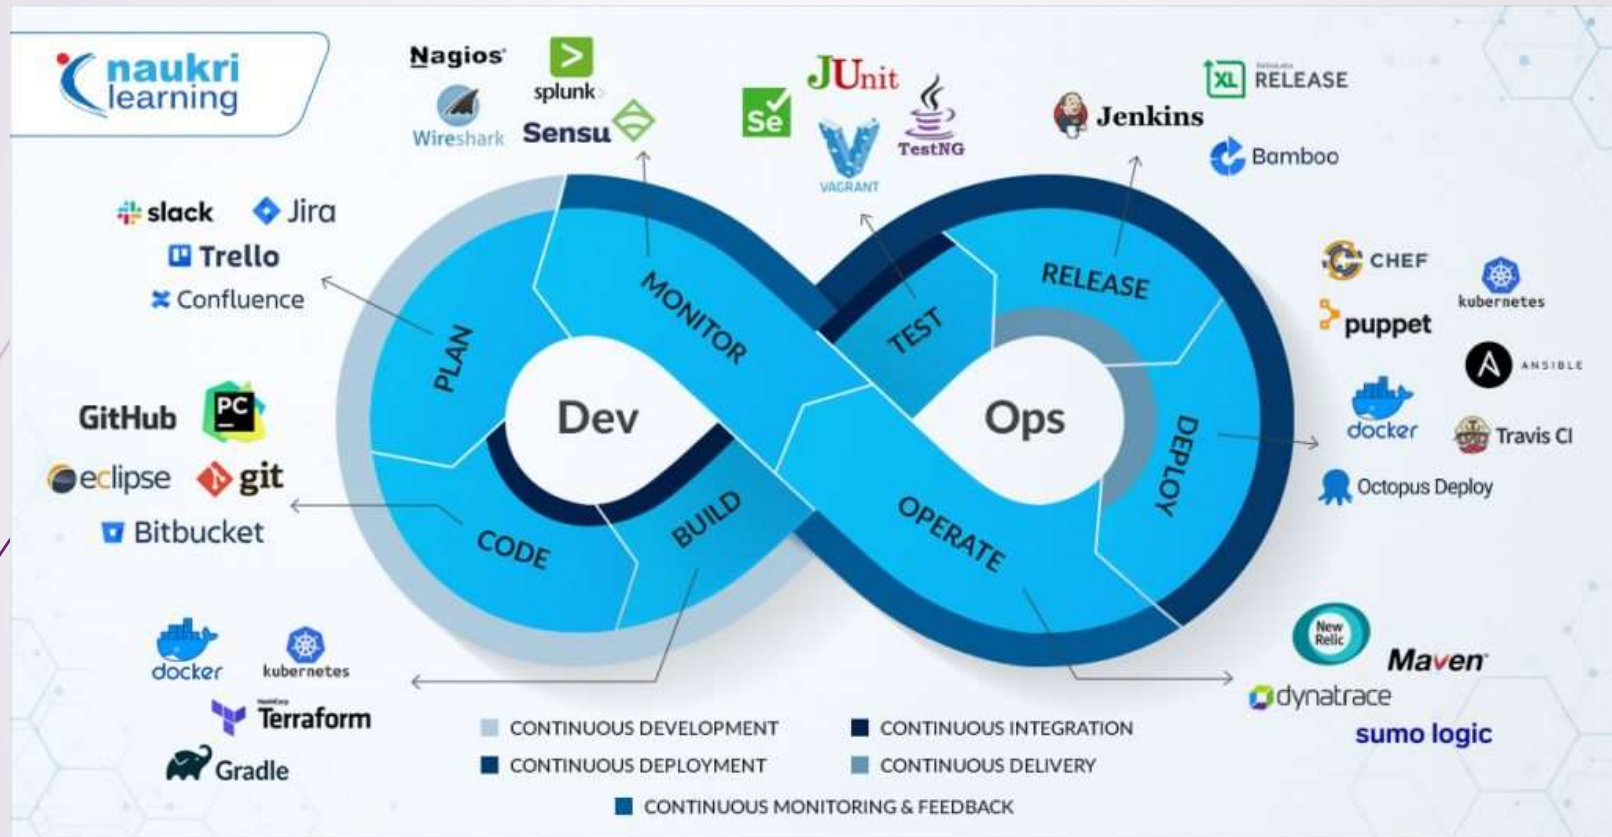 naukri
learning
Nagios
splunk
Wireshark
Sensu
Se
JUnit
VAGRANT
TestNG
Jenkins
XL RELEASE
Bamboo
slack
Jira
Trello
Confluence
GitHub
PC
eclipse
git
Bitbucket
CHEF
kubernetes
puppet
A ANSIBLE
docker
Travis CI
Octopus Deploy
PLAN
MONITOR
TEST
RELEASE
DEPLOY
OPERATE
BUILD
CODE
Dev
Ops
docker
kubernetes
HashiCorp
Terraform
Gradle
New
Relic
Maven
dynatrace
sumo logic
CONTINUOUS DEVELOPMENT
CONTINUOUS INTEGRATION
CONTINUOUS DEPLOYMENT
CONTINUOUS DELIVERY
CONTINUOUS MONITORING & FEEDBACK